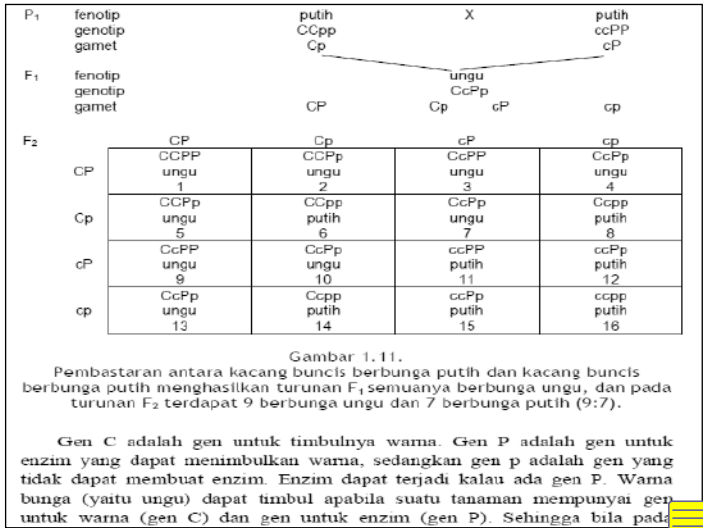 P₁ fenotip putih X putih
genotip CCpp ccPP
gamet Cp cP
F₁ fenotip ungu
genotip CcPp
gamet CP Cp cP cp
F₂ CP Cp cP cp
CCPP CCPp CcPP CcPp
CP ungu ungu ungu ungu
1 2 3 4
CCPp CCpp CcPp Ccpp
Cp ungu putih ungu putih
5 6 7 8
CcPP CcPp ccPP ccPp
cP ungu ungu putih putih
9 10 11 12
CcPp Ccpp ccPp ccpp
cp ungu putih putih putih
13 14 15 16
Gambar 1.11.
Pembastaran antara kacang buncis berbunga putih dan kacang buncis
berbunga putih menghasilkan turunan F₁ semuanya berbunga ungu, dan pada
turunan F₂ terdapat 9 berbunga ungu dan 7 berbunga putih (9:7).
Gen C adalah gen untuk timbulnya warna. Gen P adalah gen untuk
enzim yang dapat menimbulkan warna, sedangkan gen p adalah gen yang
tidak dapat membuat enzim. Enzim dapat terjadi kalau ada gen P. Warna
bunga (yaitu ungu) dapat timbul apabila suatu tanaman mempunyai gen
untuk warna (gen C) dan gen untuk enzim (gen P). Sehingga bila pada